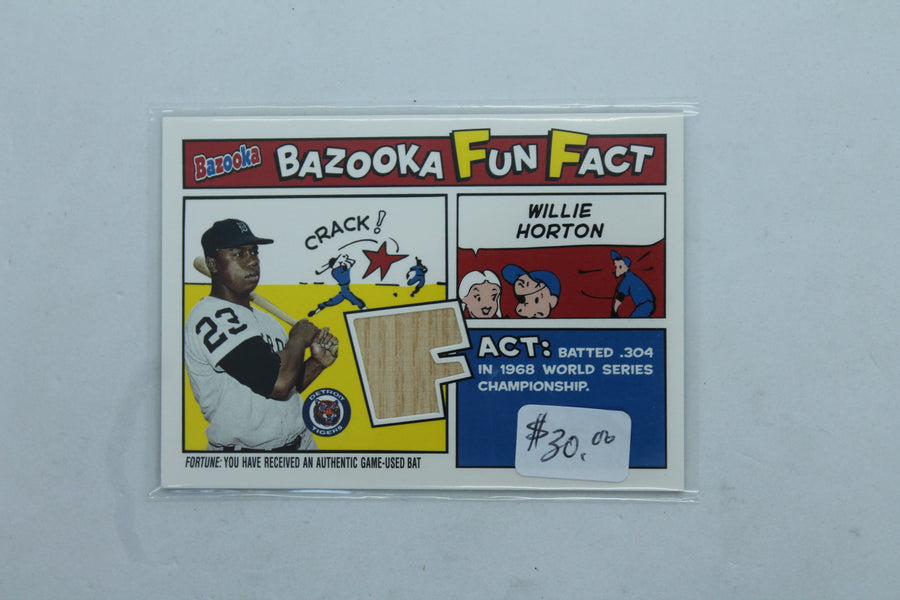 Bazooka BAZOOKA FUN FACT
CRACK!
WILLIE
HORTON
23
DETROIT
TIGERS
FACT: BATTED .304
IN 1968 WORLD SERIES
CHAMPIONSHIP.
$30.00
FORTUNE: YOU HAVE RECEIVED AN AUTHENTIC GAME-USED BAT